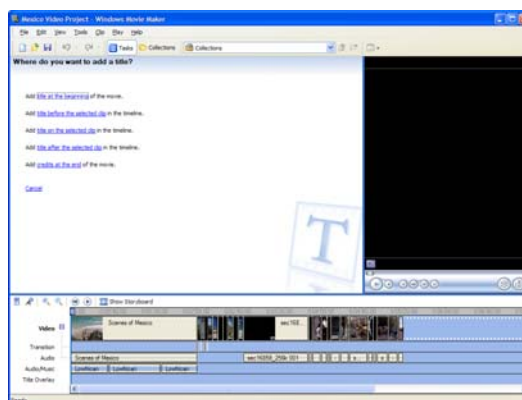 Mexico Video Project - Windows Movie Maker
File Edit View Tools Clip Play Help
Tasks Collections Collections
Where do you want to add a title?
Add title at the beginning of the movie.
Add title before the selected clip in the timeline.
Add title on the selected clip in the timeline.
Add title after the selected clip in the timeline.
Add credits at the end of the movie.
Cancel
T
Show Storyboard
Video
Scenes of Mexico
sec168...
Transition
Audio
Scenes of Mexico
Audio/Music
Title Overlay
Ready